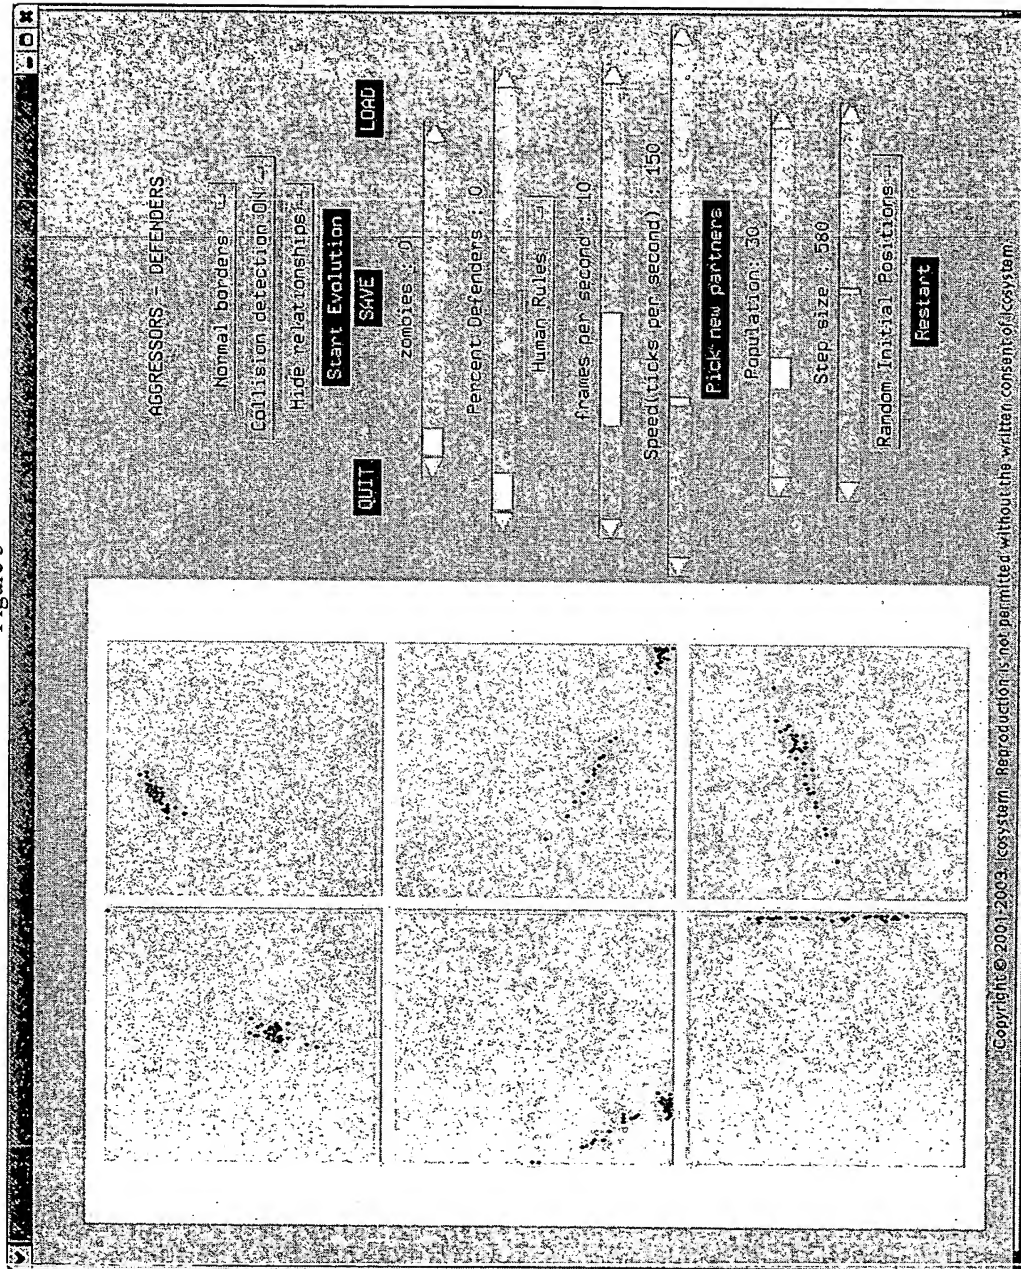 AGGRESSORS - DEFENDERS
Normal borders
Collision detection ON
Hide relationships
Start Evolution
QUIT
SAVE
LOAD
zombies: 0
Percent Defenders : 0
Human Rules
frames per second : 10
Speed(ticks per second) : 150
Pick new partners
Population: 30
Step size : 580
Random Initial Positions
Restart
Copyright © 2001-2003, Icosystem. Reproduction is not permitted without the written consent of Icosystem.